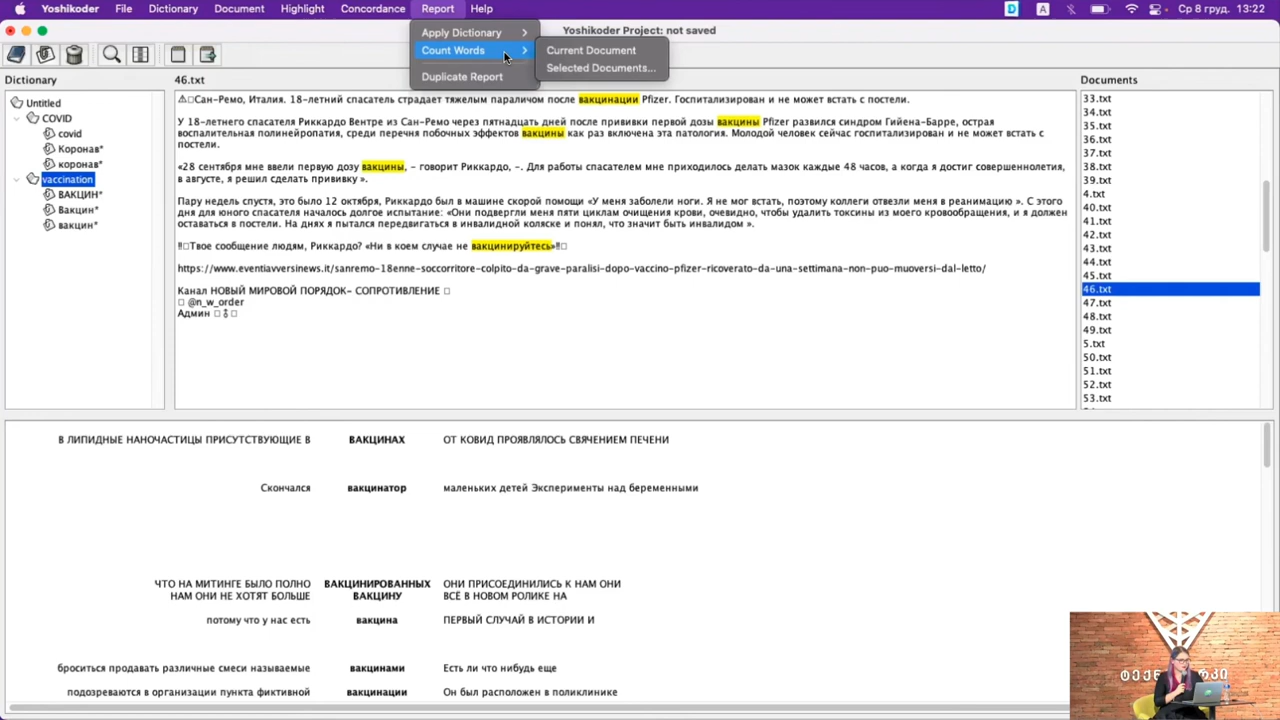 Yoshikoder File Dictionary Document Highlight Concordance Report Help
D A Ср 8 груд. 13:22
Yoshikoder Project: not saved
Apply Dictionary
Count Words
Duplicate Report
Current Document
Selected Documents...
Dictionary
Untitled
COVID
covid
Коронав*
коронав*
vaccination
ВАКЦИН*
Вакцин*
вакцин*
46.txt
Сан-Ремо, Италия. 18-летний спасатель страдает тяжелым параличом после вакцинации Pfizer. Госпитализирован и не может встать с постели.
У 18-летнего спасателя Риккардо Вентре из Сан-Ремо через пятнадцать дней после прививки первой дозы вакцины Pfizer развился синдром Гийена-Барре, острая
воспалительная полинейропатия, среди перечня побочных эффектов вакцины как раз включена эта патология. Молодой человек сейчас госпитализирован и не может встать с
постели.
«28 сентября мне ввели первую дозу вакцины, – говорит Риккардо, –. Для работы спасателем мне приходилось делать мазок каждые 48 часов, а когда я достиг совершеннолетия,
в августе, я решил сделать прививку ».
Пару недель спустя, это было 12 октября, Риккардо был в машине скорой помощи «У меня заболели ноги. Я не мог встать, поэтому коллеги отвезли меня в реанимацию ». С этого
дня для юного спасателя началось долгое испытание: «Они подвергли меня пяти циклам очищения крови, очевидно, чтобы удалить токсины из моего кровообращения, и я должен
оставаться в постели. На днях я пытался передвигаться в инвалидной коляске и понял, что значит быть инвалидом ».
‼Твое сообщение людям, Риккардо? «Ни в коем случае не вакцинируйтесь»‼
https://www.eventiavversinews.it/sanremo-18enne-soccorritore-colpito-da-grave-paralisi-dopo-vaccino-pfizer-ricoverato-da-una-settimana-non-puo-muoversi-dal-letto/
Канал НОВЫЙ МИРОВОЙ ПОРЯДОК– СОПРОТИВЛЕНИЕ
@n_w_order
Админ
Documents
33.txt
34.txt
35.txt
36.txt
37.txt
38.txt
39.txt
4.txt
40.txt
41.txt
42.txt
43.txt
44.txt
45.txt
46.txt
47.txt
48.txt
49.txt
5.txt
50.txt
51.txt
52.txt
53.txt
В ЛИПИДНЫЕ НАНОЧАСТИЦЫ ПРИСУТСТВУЮЩИЕ В ВАКЦИНАХ ОТ КОВИД ПРОЯВЛЯЛОСЬ СВЯЧЕНИЕМ ПЕЧЕНИ
Скончался вакцинатор маленьких детей Эксперименты над беременными
ЧТО НА МИТИНГЕ БЫЛО ПОЛНО ВАКЦИНИРОВАННЫХ ОНИ ПРИСОЕДИНИЛИСЬ К НАМ ОНИ
НАМ ОНИ НЕ ХОТЯТ БОЛЬШЕ ВАКЦИНУ ВСЁ В НОВОМ РОЛИКЕ НА
потому что у нас есть вакцина ПЕРВЫЙ СЛУЧАЙ В ИСТОРИИ И
броситься продавать различные смеси называемые вакцинами Есть ли что нибудь еще
подозреваются в организации пункта фиктивной вакцинации Он был расположен в поликлинике